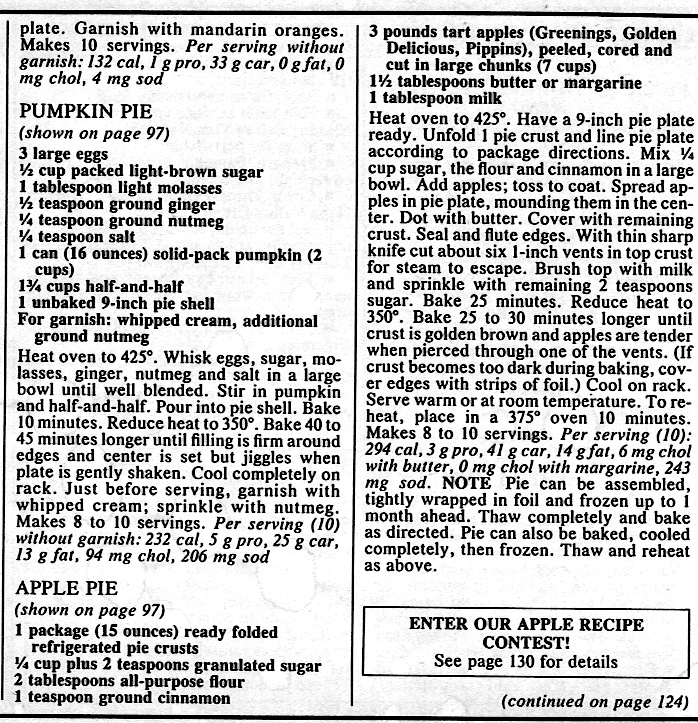 plate. Garnish with mandarin oranges.
Makes 10 servings. Per serving without
garnish: 132 cal, 1 g pro, 33 g car, 0 g fat, 0
mg chol, 4 mg sod
PUMPKIN PIE
(shown on page 97)
3 large eggs
½ cup packed light-brown sugar
1 tablespoon light molasses
½ teaspoon ground ginger
¼ teaspoon ground nutmeg
¼ teaspoon salt
1 can (16 ounces) solid-pack pumpkin (2
cups)
1¾ cups half-and-half
1 unbaked 9-inch pie shell
For garnish: whipped cream, additional
ground nutmeg
Heat oven to 425°. Whisk eggs, sugar, mo-
lasses, ginger, nutmeg and salt in a large
bowl until well blended. Stir in pumpkin
and half-and-half. Pour into pie shell. Bake
10 minutes. Reduce heat to 350°. Bake 40 to
45 minutes longer until filling is firm around
edges and center is set but jiggles when
plate is gently shaken. Cool completely on
rack. Just before serving, garnish with
whipped cream; sprinkle with nutmeg.
Makes 8 to 10 servings. Per serving (10)
without garnish: 232 cal, 5 g pro, 25 g car,
13 g fat, 94 mg chol, 206 mg sod
APPLE PIE
(shown on page 97)
1 package (15 ounces) ready folded
refrigerated pie crusts
¼ cup plus 2 teaspoons granulated sugar
2 tablespoons all-purpose flour
1 teaspoon ground cinnamon
3 pounds tart apples (Greenings, Golden
Delicious, Pippins), peeled, cored and
cut in large chunks (7 cups)
1½ tablespoons butter or margarine
1 tablespoon milk
Heat oven to 425°. Have a 9-inch pie plate
ready. Unfold 1 pie crust and line pie plate
according to package directions. Mix ¼
cup sugar, the flour and cinnamon in a large
bowl. Add apples; toss to coat. Spread ap-
ples in pie plate, mounding them in the cen-
ter. Dot with butter. Cover with remaining
crust. Seal and flute edges. With thin sharp
knife cut about six 1-inch vents in top crust
for steam to escape. Brush top with milk
and sprinkle with remaining 2 teaspoons
sugar. Bake 25 minutes. Reduce heat to
350°. Bake 25 to 30 minutes longer until
crust is golden brown and apples are tender
when pierced through one of the vents. (If
crust becomes too dark during baking, cov-
er edges with strips of foil.) Cool on rack.
Serve warm or at room temperature. To re-
heat, place in a 375° oven 10 minutes.
Makes 8 to 10 servings. Per serving (10):
294 cal, 3 g pro, 41 g car, 14 g fat, 6 mg chol
with butter, 0 mg chol with margarine, 243
mg sod. NOTE Pie can be assembled,
tightly wrapped in foil and frozen up to 1
month ahead. Thaw completely and bake
as directed. Pie can also be baked, cooled
completely, then frozen. Thaw and reheat
as above.
ENTER OUR APPLE RECIPE
CONTEST!
See page 130 for details
(continued on page 124)